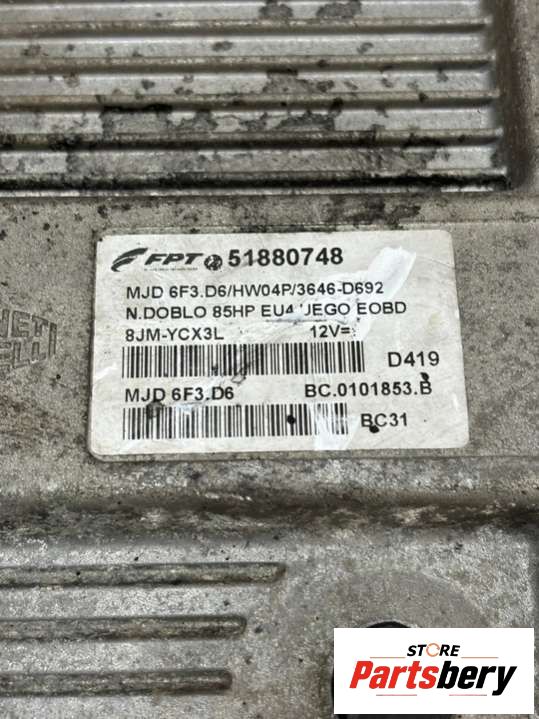 FPT 51880748
MJD 6F3.D6/HW04P/3646-D692
N.DOBLO 85HP EU4 UEGO EOBD
8JM-YCX3L 12V=
D419
MJD 6F3.D6 BC.0101853.B
BC31
STORE
Partsbery